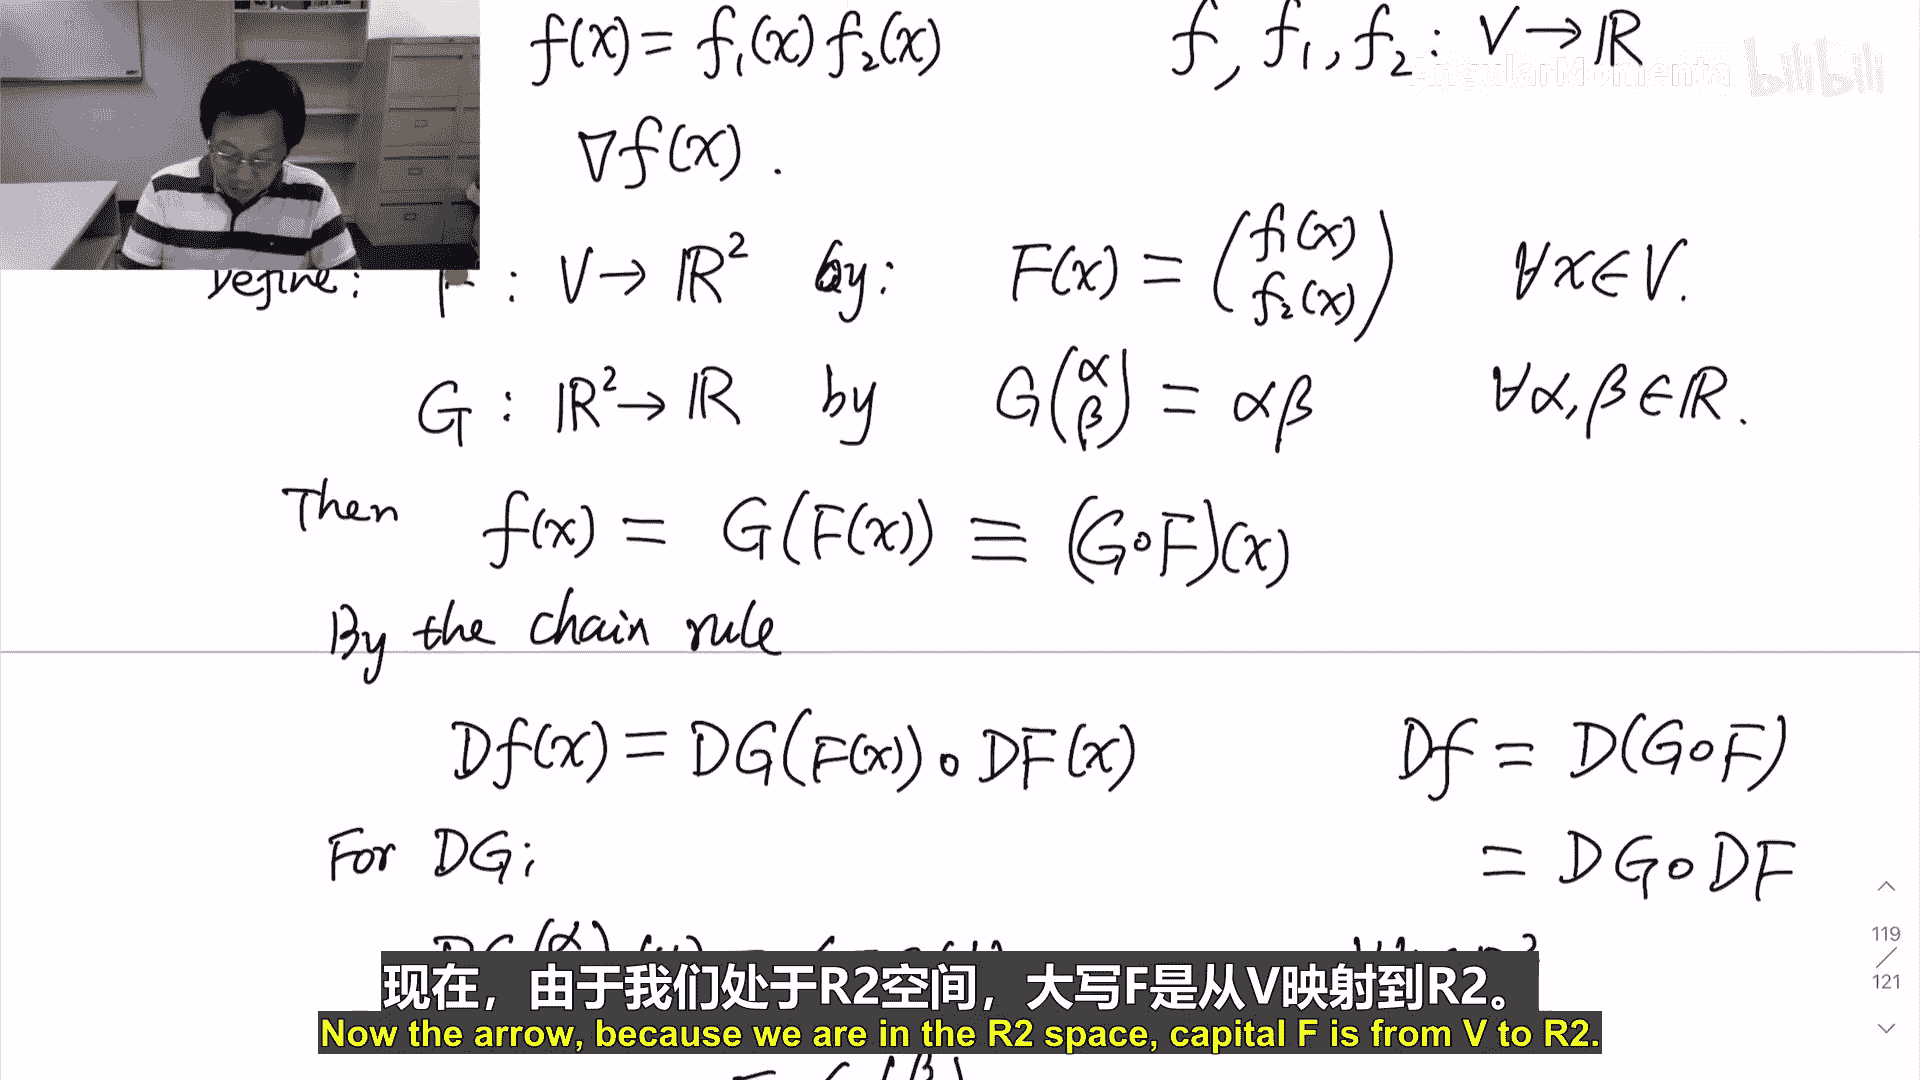 f(x) = f₁(x) f₂(x)    f, f₁, f₂ : V → ℝ
AngularMomenta bilibili
∇f(x) .
Define: F : V → ℝ² by: F(x) = (f₁(x) f₂(x))    ∀x ∈ V.
G : ℝ² → ℝ by G(α β) = αβ    ∀α, β ∈ ℝ.
Then f(x) = G(F(x)) ≡ (G∘F)(x)
By the chain rule
Df(x) = DG(F(x)) ∘ DF(x)    Df = D(G∘F)
For DG;    = DG∘DF
119
121
现在，由于我们处于R2空间，大写F是从V映射到R2。
Now the arrow, because we are in the R2 space, capital F is from V to R2.